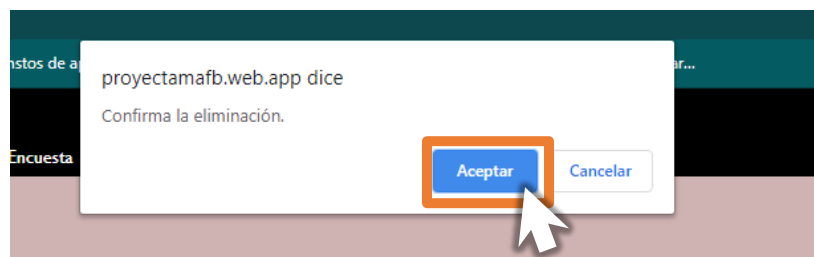 proyectamafb.web.app dice
Confirma la eliminación.
Encuesta
Aceptar
Cancelar